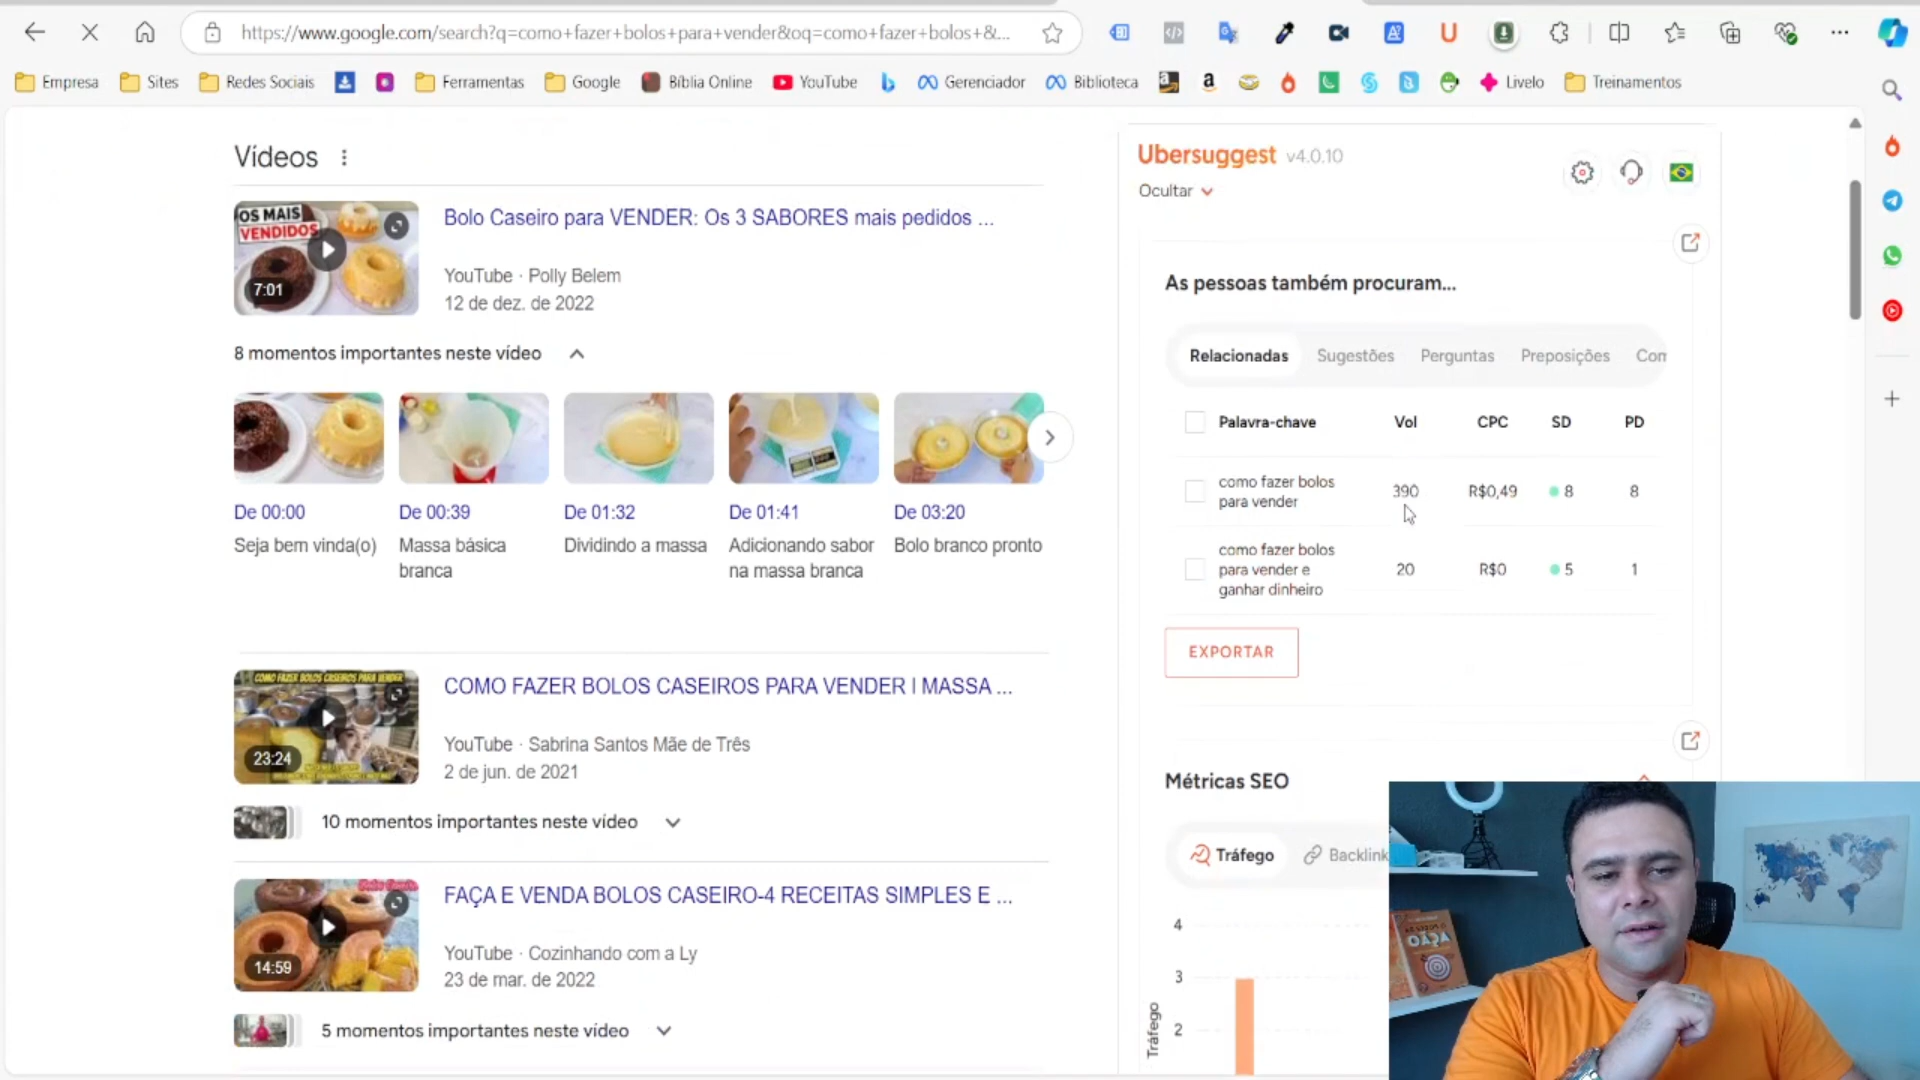 https://www.google.com/search?q=como+fazer+bolos+para+vender&oq=como+fazer+bolos+&...
Empresa
Sites
Redes Sociais
Ferramentas
Google
Bíblia Online
YouTube
Gerenciador
Biblioteca
Livelo
Treinamentos
Vídeos
OS MAIS
VENDIDOS
7:01
Bolo Caseiro para VENDER: Os 3 SABORES mais pedidos ...
YouTube · Polly Belem
12 de dez. de 2022
8 momentos importantes neste vídeo
De 00:00
Seja bem vinda(o)
De 00:39
Massa básica
branca
De 01:32
Dividindo a massa
De 01:41
Adicionando sabor
na massa branca
De 03:20
Bolo branco pronto
COMO FAZER BOLOS CASEIROS PARA VENDER
23:24
COMO FAZER BOLOS CASEIROS PARA VENDER I MASSA ...
YouTube · Sabrina Santos Mãe de Três
2 de jun. de 2021
10 momentos importantes neste vídeo
14:59
FAÇA E VENDA BOLOS CASEIRO-4 RECEITAS SIMPLES E ...
YouTube · Cozinhando com a Ly
23 de mar. de 2022
5 momentos importantes neste vídeo
Ubersuggest v4.0.10
Ocultar
As pessoas também procuram...
Relacionadas Sugestões Perguntas Preposições Com
Palavra-chave Vol CPC SD PD
como fazer bolos
para vender
390 R$0,49 8 8
como fazer bolos
para vender e
ganhar dinheiro
20 R$0 5 1
EXPORTAR
Métricas SEO
Tráfego
Backlink
4
3
2
Tráfego
AÇÃO